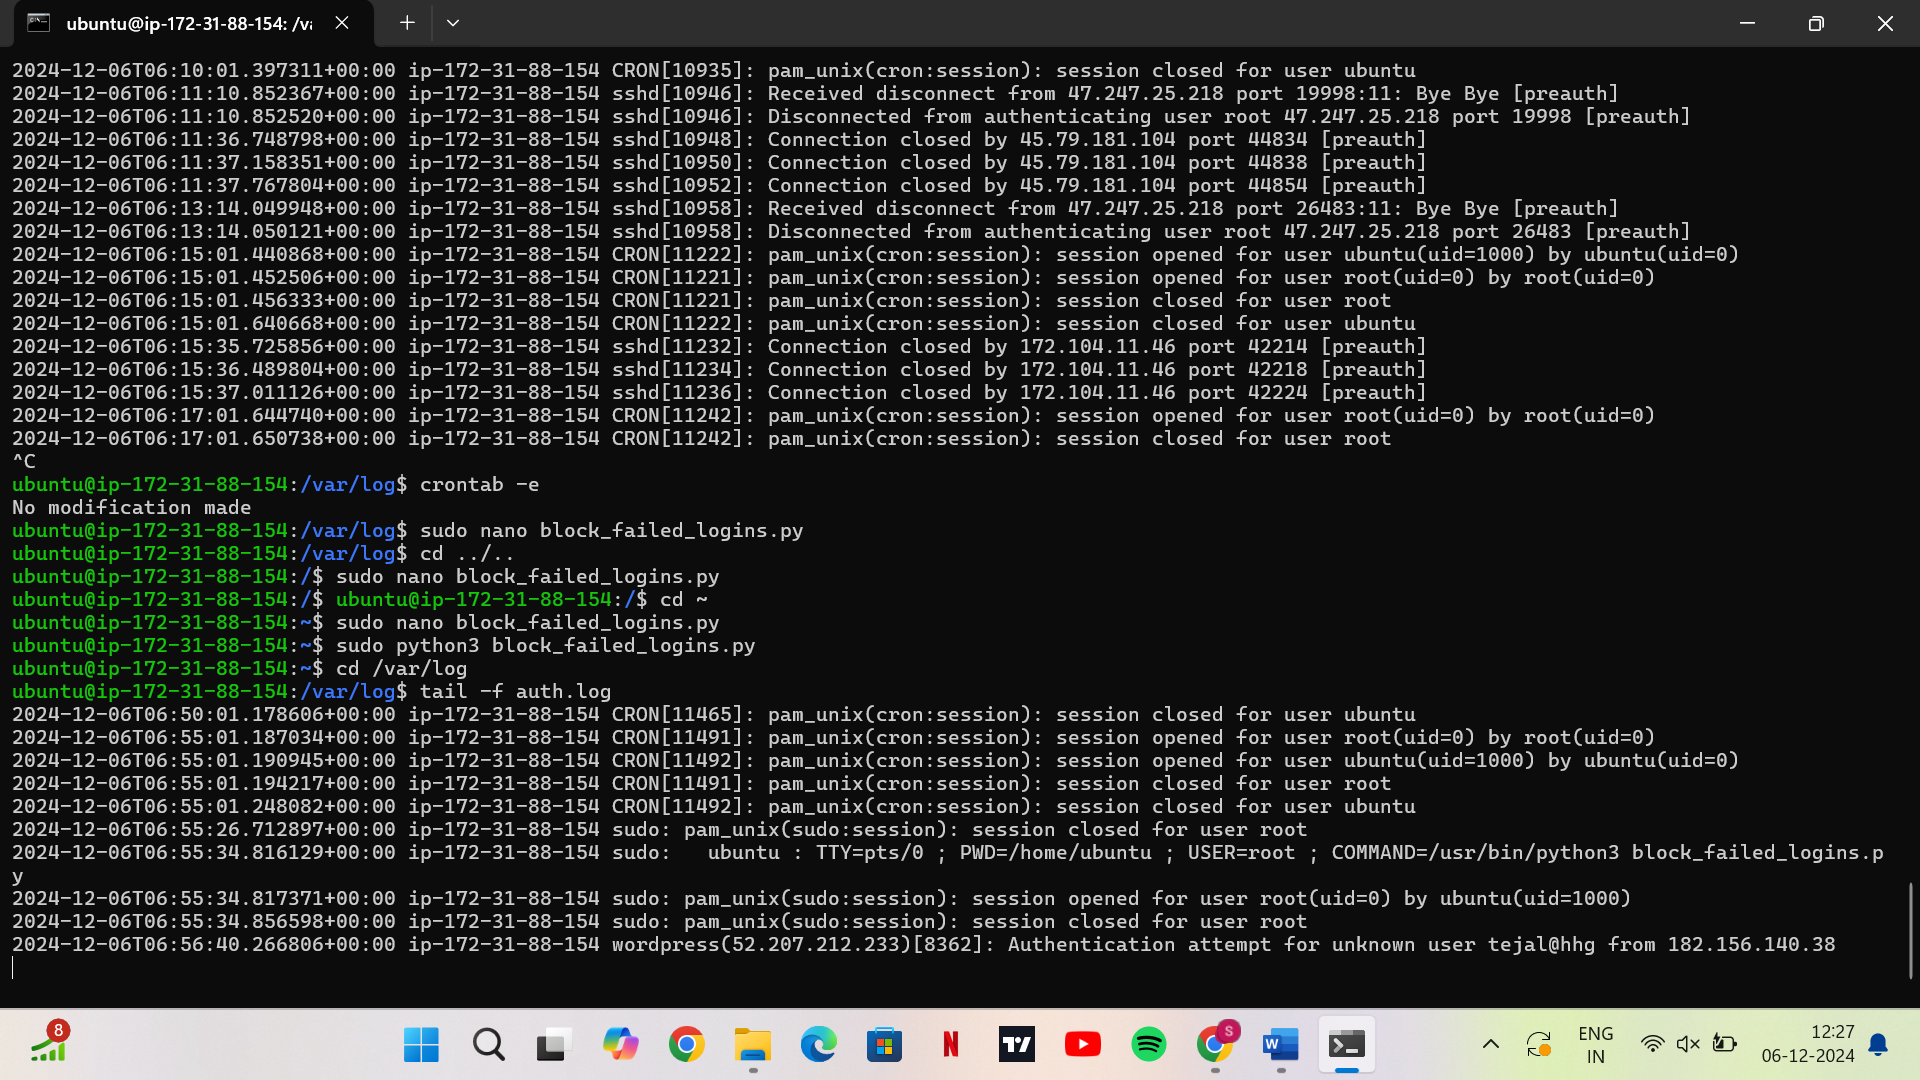 ubuntu@ip-172-31-88-154: /va
2024-12-06T06:10:01.397311+00:00 ip-172-31-88-154 CRON[10935]: pam_unix(cron:session): session closed for user ubuntu
2024-12-06T06:11:10.852367+00:00 ip-172-31-88-154 sshd[10946]: Received disconnect from 47.247.25.218 port 19998:11: Bye Bye [preauth]
2024-12-06T06:11:10.852520+00:00 ip-172-31-88-154 sshd[10946]: Disconnected from authenticating user root 47.247.25.218 port 19998 [preauth]
2024-12-06T06:11:36.748798+00:00 ip-172-31-88-154 sshd[10948]: Connection closed by 45.79.181.104 port 44834 [preauth]
2024-12-06T06:11:37.158351+00:00 ip-172-31-88-154 sshd[10950]: Connection closed by 45.79.181.104 port 44838 [preauth]
2024-12-06T06:11:37.767804+00:00 ip-172-31-88-154 sshd[10952]: Connection closed by 45.79.181.104 port 44854 [preauth]
2024-12-06T06:13:14.049948+00:00 ip-172-31-88-154 sshd[10958]: Received disconnect from 47.247.25.218 port 26483:11: Bye Bye [preauth]
2024-12-06T06:13:14.050121+00:00 ip-172-31-88-154 sshd[10958]: Disconnected from authenticating user root 47.247.25.218 port 26483 [preauth]
2024-12-06T06:15:01.440868+00:00 ip-172-31-88-154 CRON[11222]: pam_unix(cron:session): session opened for user ubuntu(uid=1000) by ubuntu(uid=0)
2024-12-06T06:15:01.452506+00:00 ip-172-31-88-154 CRON[11221]: pam_unix(cron:session): session opened for user root(uid=0) by root(uid=0)
2024-12-06T06:15:01.456333+00:00 ip-172-31-88-154 CRON[11221]: pam_unix(cron:session): session closed for user root
2024-12-06T06:15:01.640668+00:00 ip-172-31-88-154 CRON[11222]: pam_unix(cron:session): session closed for user ubuntu
2024-12-06T06:15:35.725856+00:00 ip-172-31-88-154 sshd[11232]: Connection closed by 172.104.11.46 port 42214 [preauth]
2024-12-06T06:15:36.489804+00:00 ip-172-31-88-154 sshd[11234]: Connection closed by 172.104.11.46 port 42218 [preauth]
2024-12-06T06:15:37.011126+00:00 ip-172-31-88-154 sshd[11236]: Connection closed by 172.104.11.46 port 42224 [preauth]
2024-12-06T06:17:01.644740+00:00 ip-172-31-88-154 CRON[11242]: pam_unix(cron:session): session opened for user root(uid=0) by root(uid=0)
2024-12-06T06:17:01.650738+00:00 ip-172-31-88-154 CRON[11242]: pam_unix(cron:session): session closed for user root
^C
ubuntu@ip-172-31-88-154:/var/log$ crontab -e
No modification made
ubuntu@ip-172-31-88-154:/var/log$ sudo nano block_failed_logins.py
ubuntu@ip-172-31-88-154:/var/log$ cd ../..
ubuntu@ip-172-31-88-154:/$ sudo nano block_failed_logins.py
ubuntu@ip-172-31-88-154:/$ ubuntu@ip-172-31-88-154:/$ cd ~
ubuntu@ip-172-31-88-154:~$ sudo nano block_failed_logins.py
ubuntu@ip-172-31-88-154:~$ sudo python3 block_failed_logins.py
ubuntu@ip-172-31-88-154:~$ cd /var/log
ubuntu@ip-172-31-88-154:/var/log$ tail -f auth.log
2024-12-06T06:50:01.178606+00:00 ip-172-31-88-154 CRON[11465]: pam_unix(cron:session): session closed for user ubuntu
2024-12-06T06:55:01.187034+00:00 ip-172-31-88-154 CRON[11491]: pam_unix(cron:session): session opened for user root(uid=0) by root(uid=0)
2024-12-06T06:55:01.190945+00:00 ip-172-31-88-154 CRON[11492]: pam_unix(cron:session): session opened for user ubuntu(uid=1000) by ubuntu(uid=0)
2024-12-06T06:55:01.194217+00:00 ip-172-31-88-154 CRON[11491]: pam_unix(cron:session): session closed for user root
2024-12-06T06:55:01.248082+00:00 ip-172-31-88-154 CRON[11492]: pam_unix(cron:session): session closed for user ubuntu
2024-12-06T06:55:26.712897+00:00 ip-172-31-88-154 sudo: pam_unix(sudo:session): session closed for user root
2024-12-06T06:55:34.816129+00:00 ip-172-31-88-154 sudo:   ubuntu : TTY=pts/0 ; PWD=/home/ubuntu ; USER=root ; COMMAND=/usr/bin/python3 block_failed_logins.p
y
2024-12-06T06:55:34.817371+00:00 ip-172-31-88-154 sudo: pam_unix(sudo:session): session opened for user root(uid=0) by ubuntu(uid=1000)
2024-12-06T06:55:34.856598+00:00 ip-172-31-88-154 sudo: pam_unix(sudo:session): session closed for user root
2024-12-06T06:56:40.266806+00:00 ip-172-31-88-154 wordpress(52.207.212.233)[8362]: Authentication attempt for unknown user tejal@hhg from 182.156.140.38
8
N
S
W
ENG
IN
12:27
06-12-2024